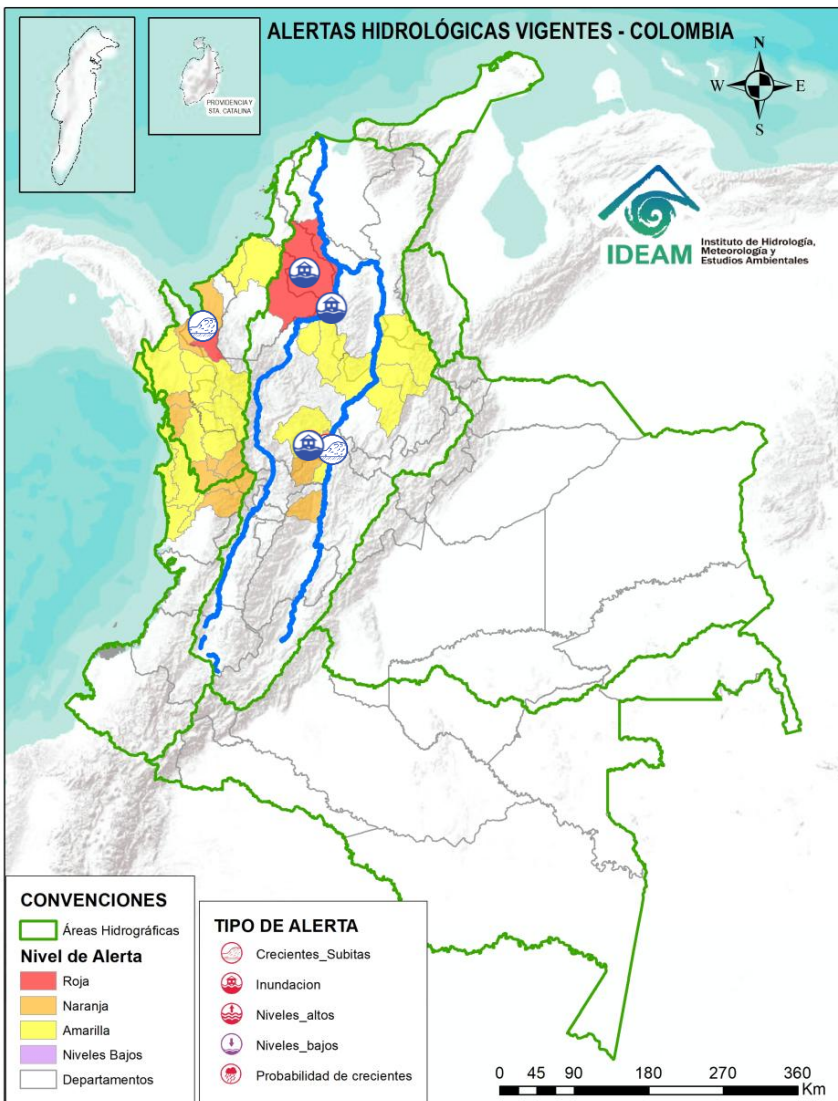 ALERTAS HIDROLÓGICAS VIGENTES - COLOMBIA
PROVIDENCIA Y
STA. CATALINA
N
W
E
S
IDEAM
Instituto de Hidrología,
Meteorología y
Estudios Ambientales
CONVENCIONES
Áreas Hidrográficas
Nivel de Alerta
Roja
Naranja
Amarilla
Niveles Bajos
Departamentos
TIPO DE ALERTA
Crecientes_Subitas
Inundacion
Niveles_altos
Niveles_bajos
Probabilidad de crecientes
0 45 90 180 270 360
Km